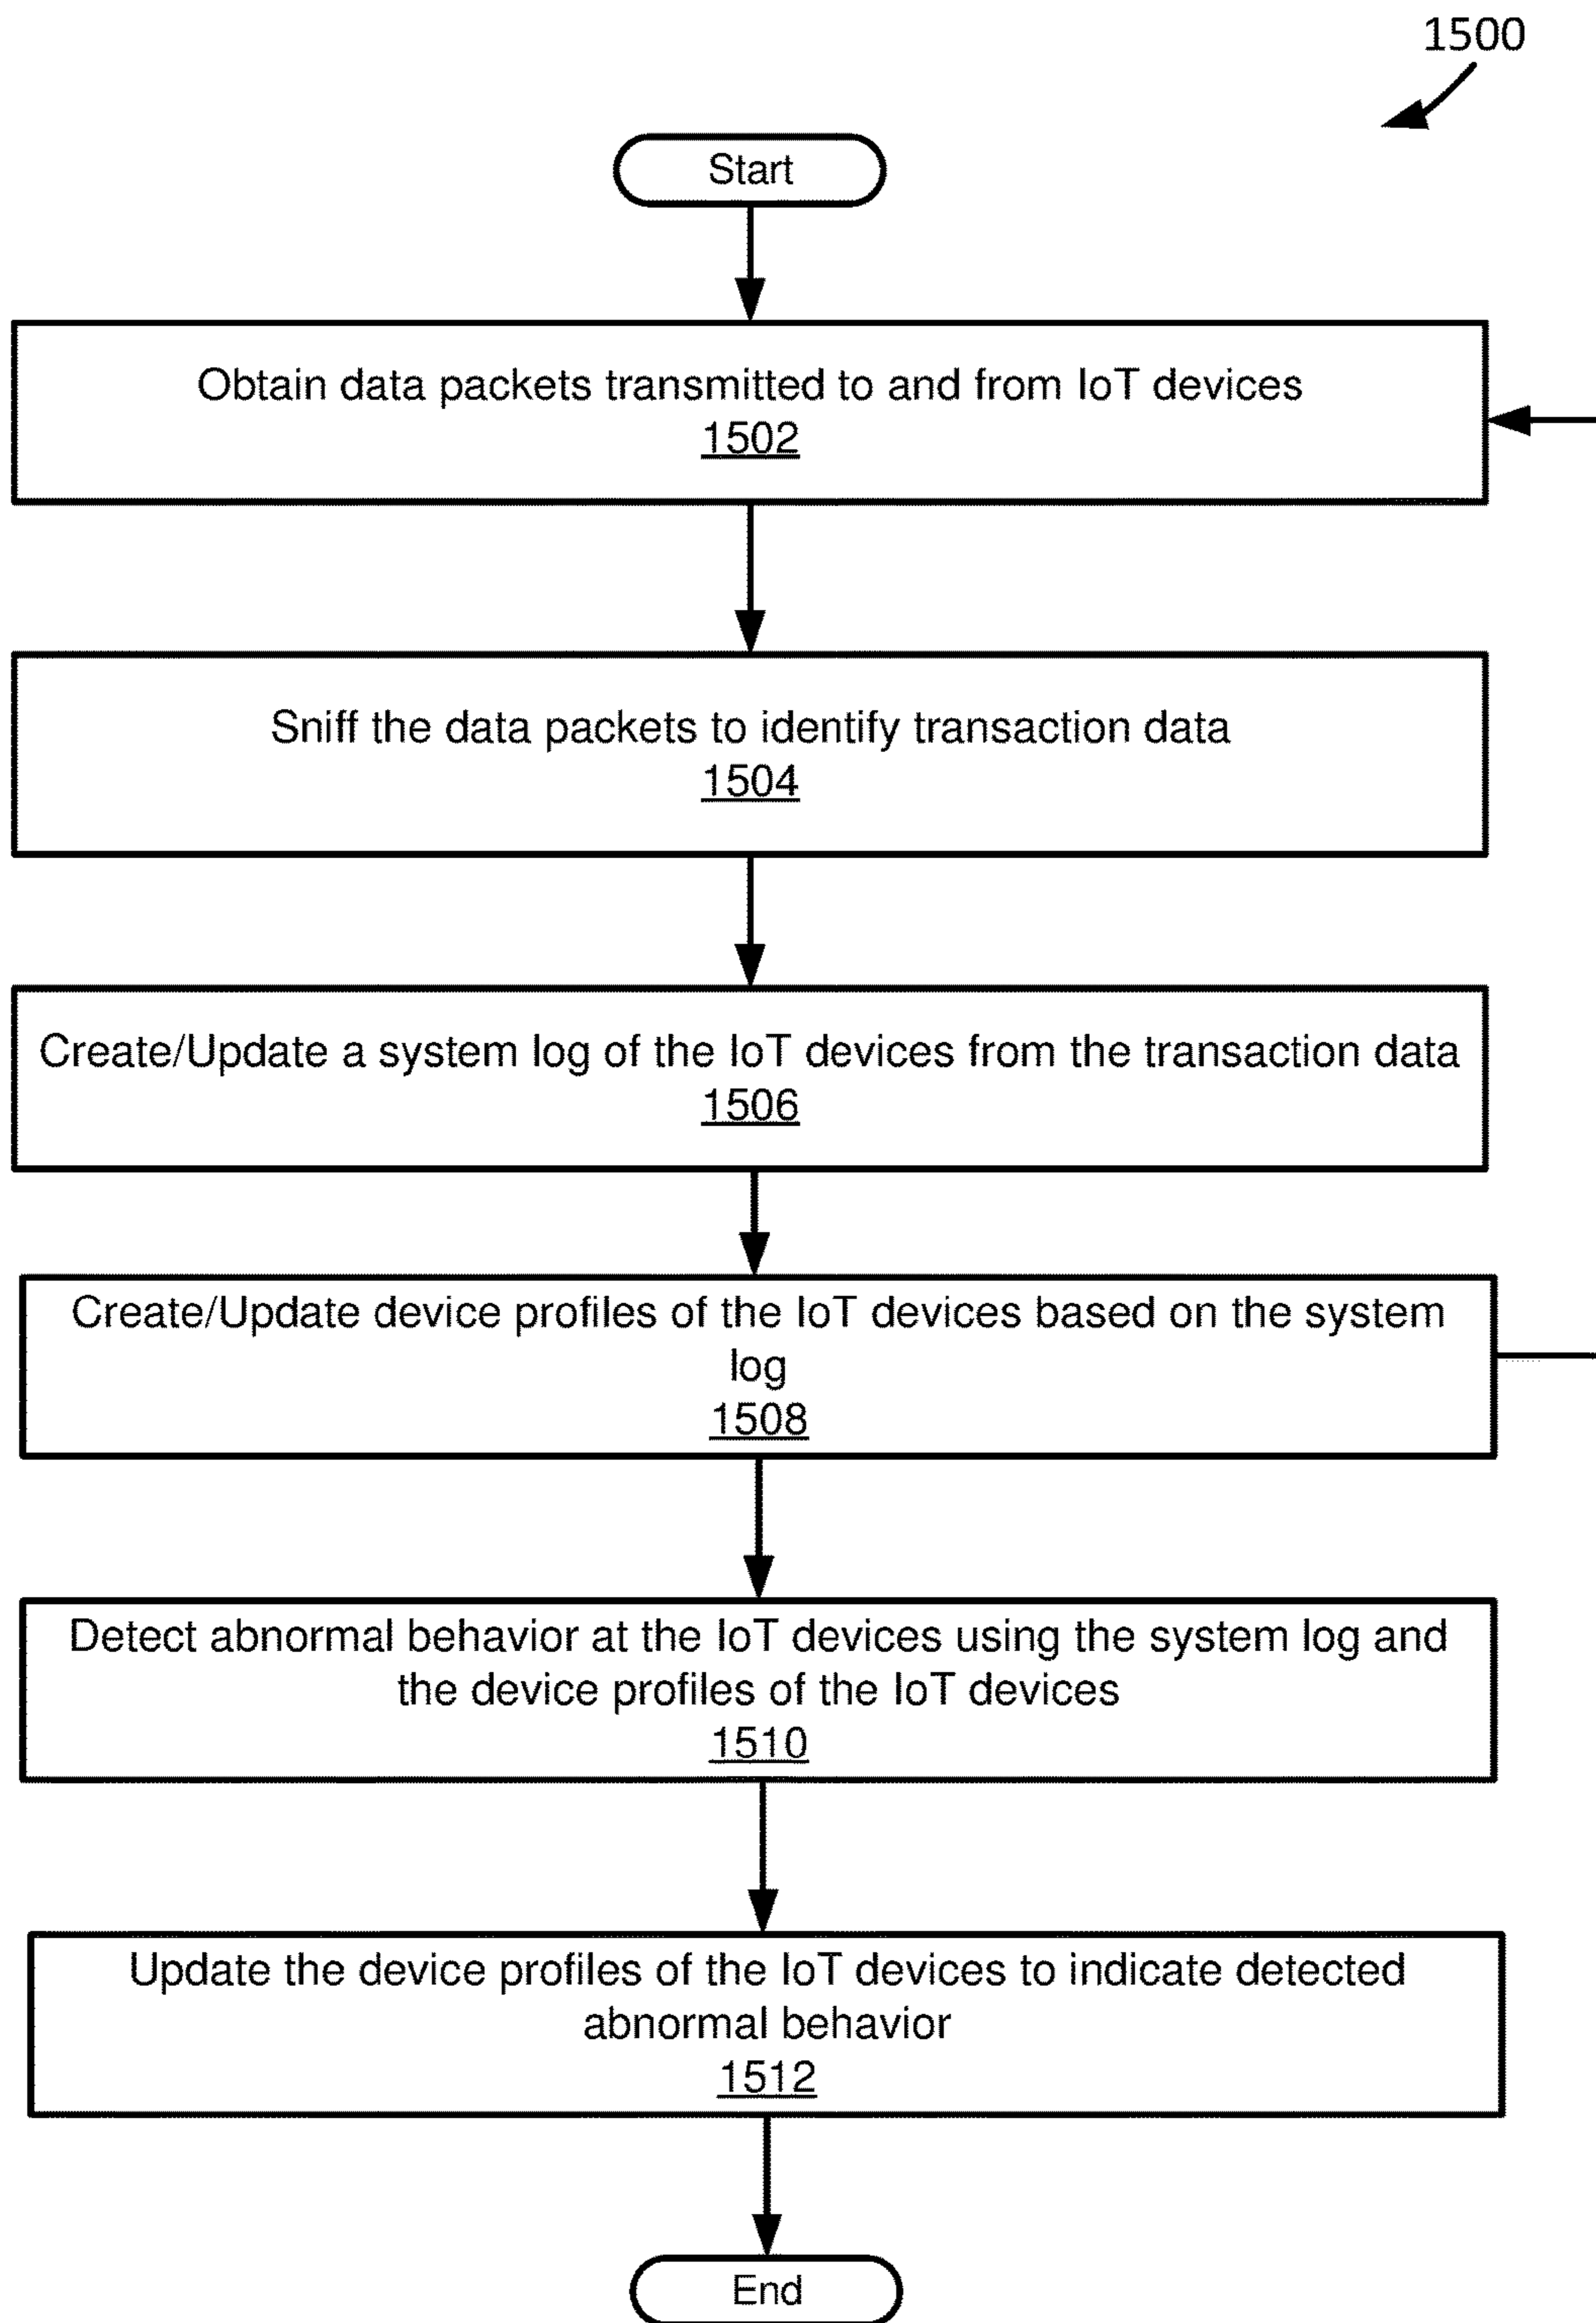 1500
Start
Obtain data packets transmitted to and from IoT devices
1502
Sniff the data packets to identify transaction data
1504
Create/Update a system log of the IoT devices from the transaction data
1506
Create/Update device profiles of the IoT devices based on the system
log
1508
Detect abnormal behavior at the IoT devices using the system log and
the device profiles of the IoT devices
1510
Update the device profiles of the IoT devices to indicate detected
abnormal behavior
1512
End